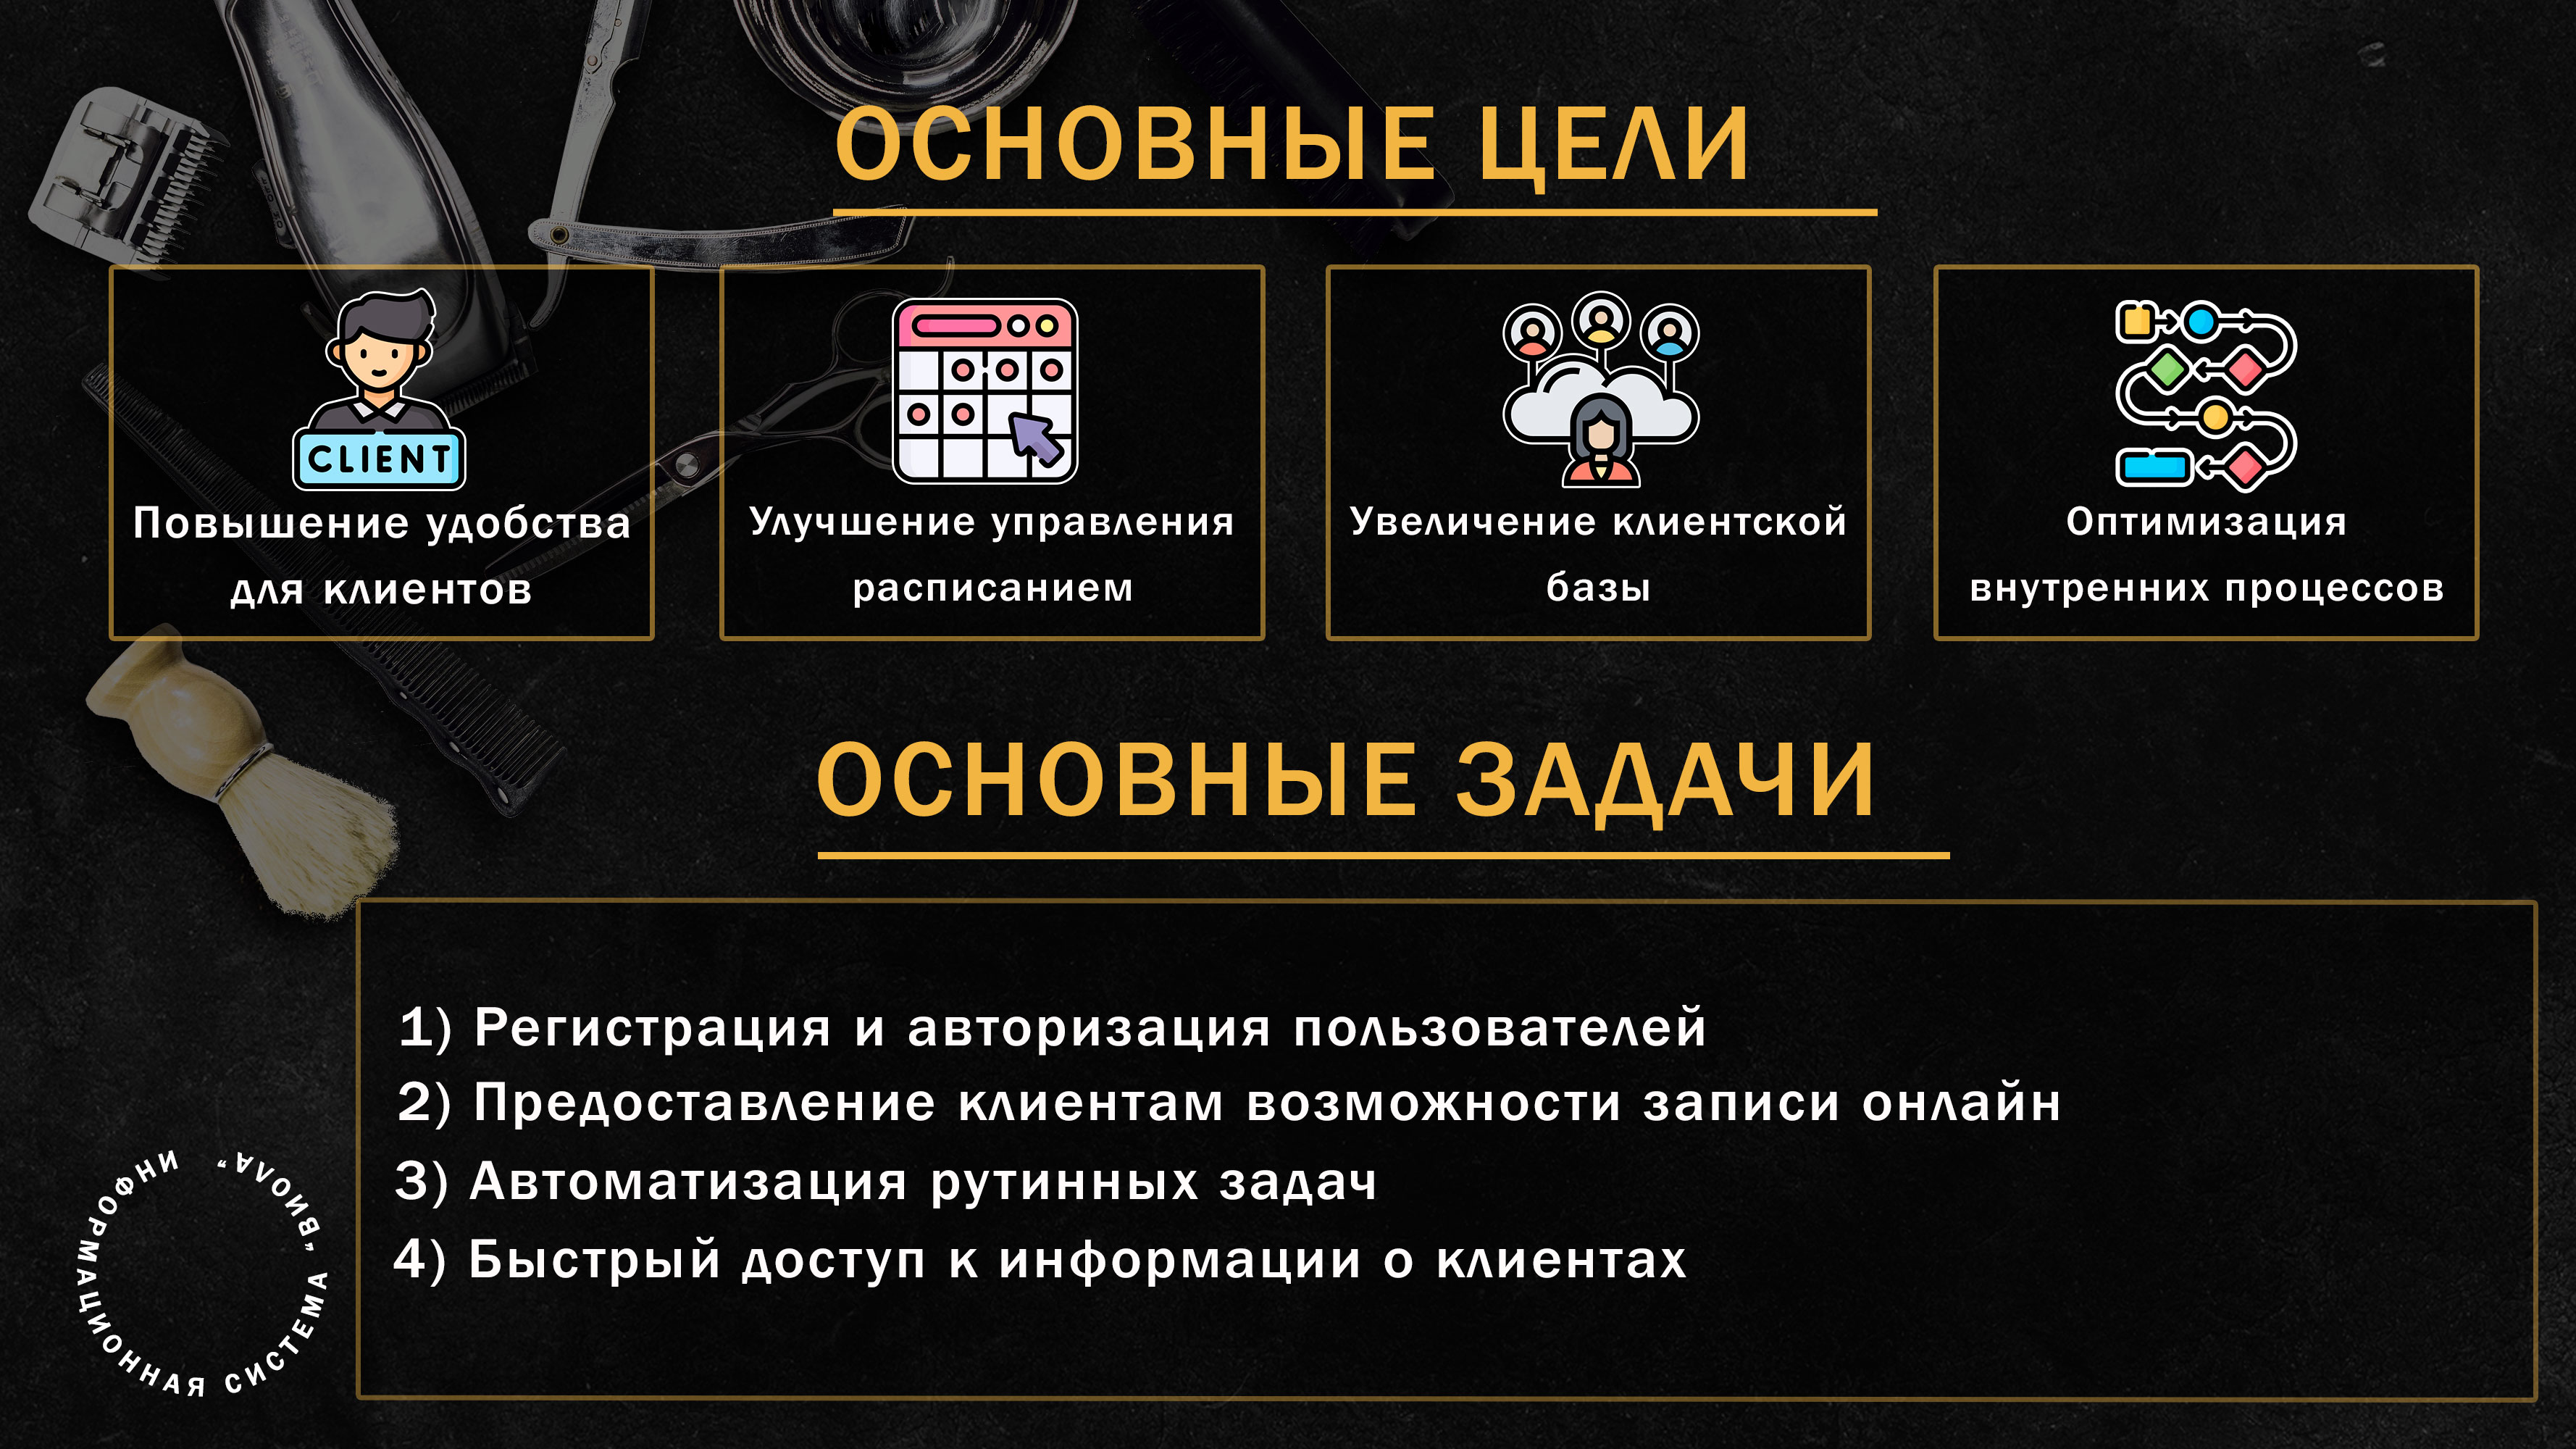 ОСНОВНЫЕ ЦЕЛИ
CLIENT
Повышение удобства
для клиентов
Улучшение управления
расписанием
Увеличение клиентской
базы
Оптимизация
внутренних процессов
ОСНОВНЫЕ ЗАДАЧИ
1) Регистрация и авторизация пользователей
2) Предоставление клиентам возможности записи онлайн
3) Автоматизация рутинных задач
4) Быстрый доступ к информации о клиентах
ИНФОРМАЦИОННАЯ СИСТЕМА "ВИОЛА"